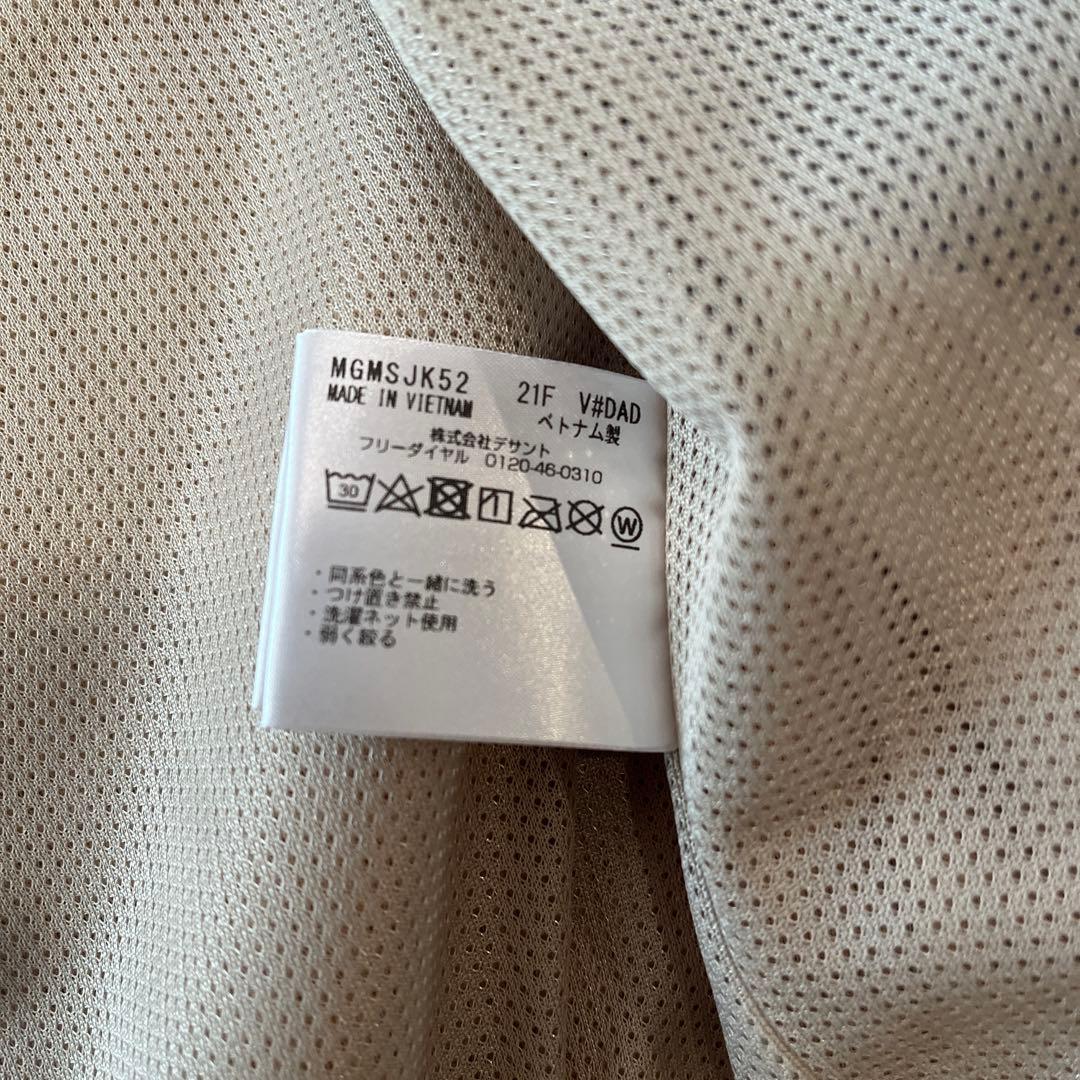 MGMSJK52 21F V#DAD
MADE IN VIETNAM ベトナム製
株式会社デサント
フリーダイヤル 0120-46-0310
30 W
・同系色と一緒に洗う
・つけ置き禁止
・洗濯ネット使用
・弱く絞る